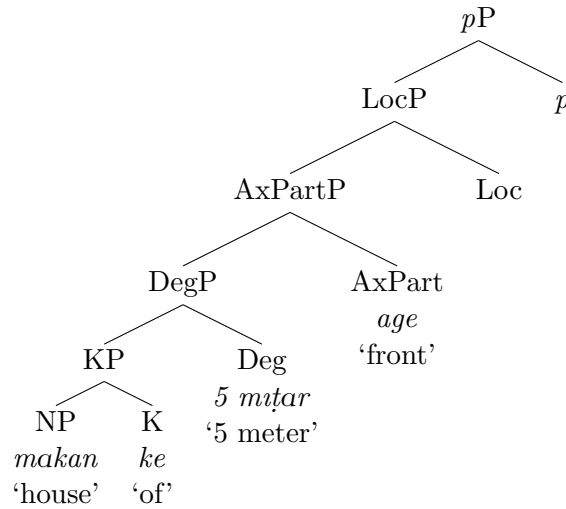 pP
LocP p
AxPartP Loc
DegP AxPart
age
‘front’
KP Deg
5 mıṭar
‘5 meter’
NP K
makan ke
‘house’ ‘of’